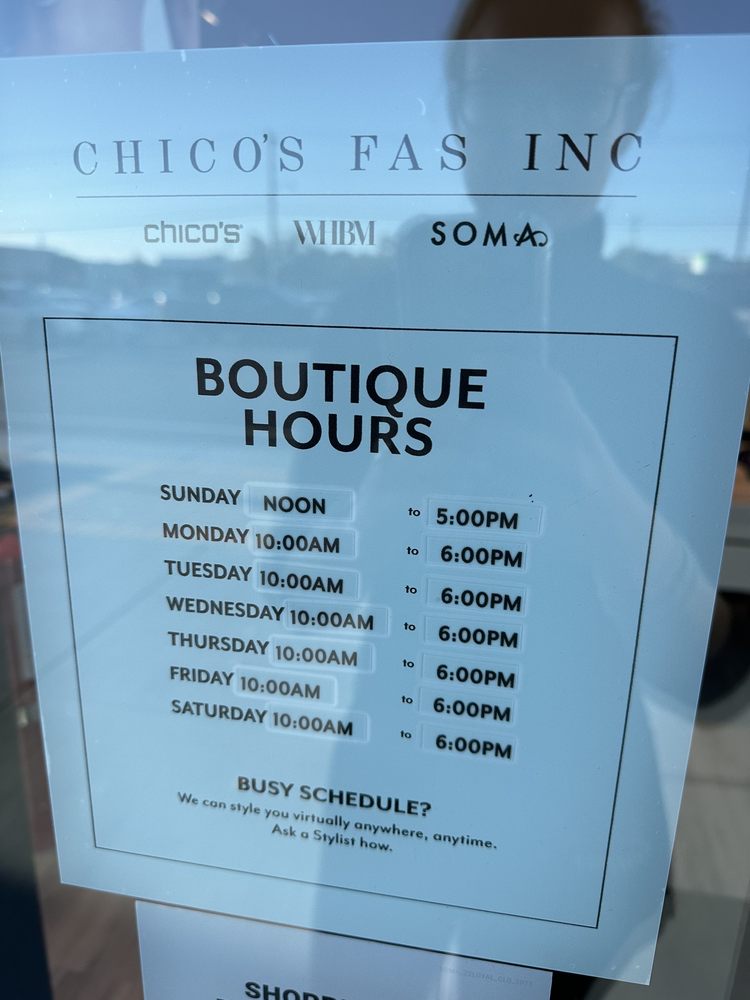 CHICO'S FAS INC
chico's WHBM SOMA
BOUTIQUE
HOURS
SUNDAY NOON to 5:00PM
MONDAY 10:00AM to 6:00PM
TUESDAY 10:00AM to 6:00PM
WEDNESDAY 10:00AM to 6:00PM
THURSDAY 10:00AM to 6:00PM
FRIDAY 10:00AM to 6:00PM
SATURDAY 10:00AM to 6:00PM
BUSY SCHEDULE?
We can style you virtually anywhere, anytime.
Ask a Stylist how.